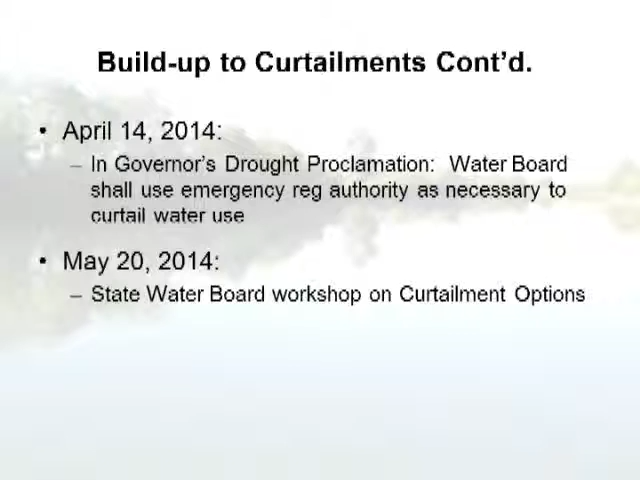 Build-up to Curtailments Cont'd.
• April 14, 2014:
– In Governor's Drought Proclamation: Water Board
shall use emergency reg authority as necessary to
curtail water use
• May 20, 2014:
– State Water Board workshop on Curtailment Options